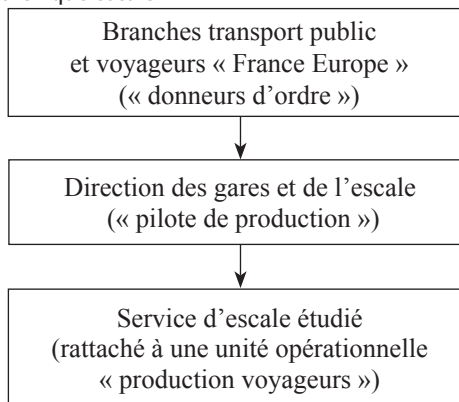 Branches transport public
et voyageurs « France Europe »
(« donneurs d’ordre »)
Direction des gares et de l’escale
(« pilote de production »)
Service d’escale étudié
(rattaché à une unité opérationnelle
« production voyageurs »)